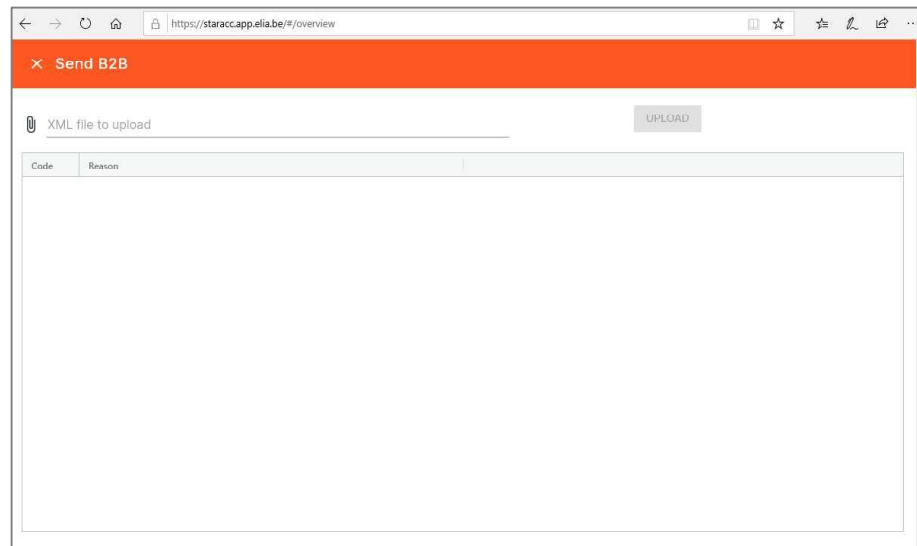 https://staracc.app.elia.be/#/overview
Send B2B
XML file to upload
UPLOAD
Code Reason